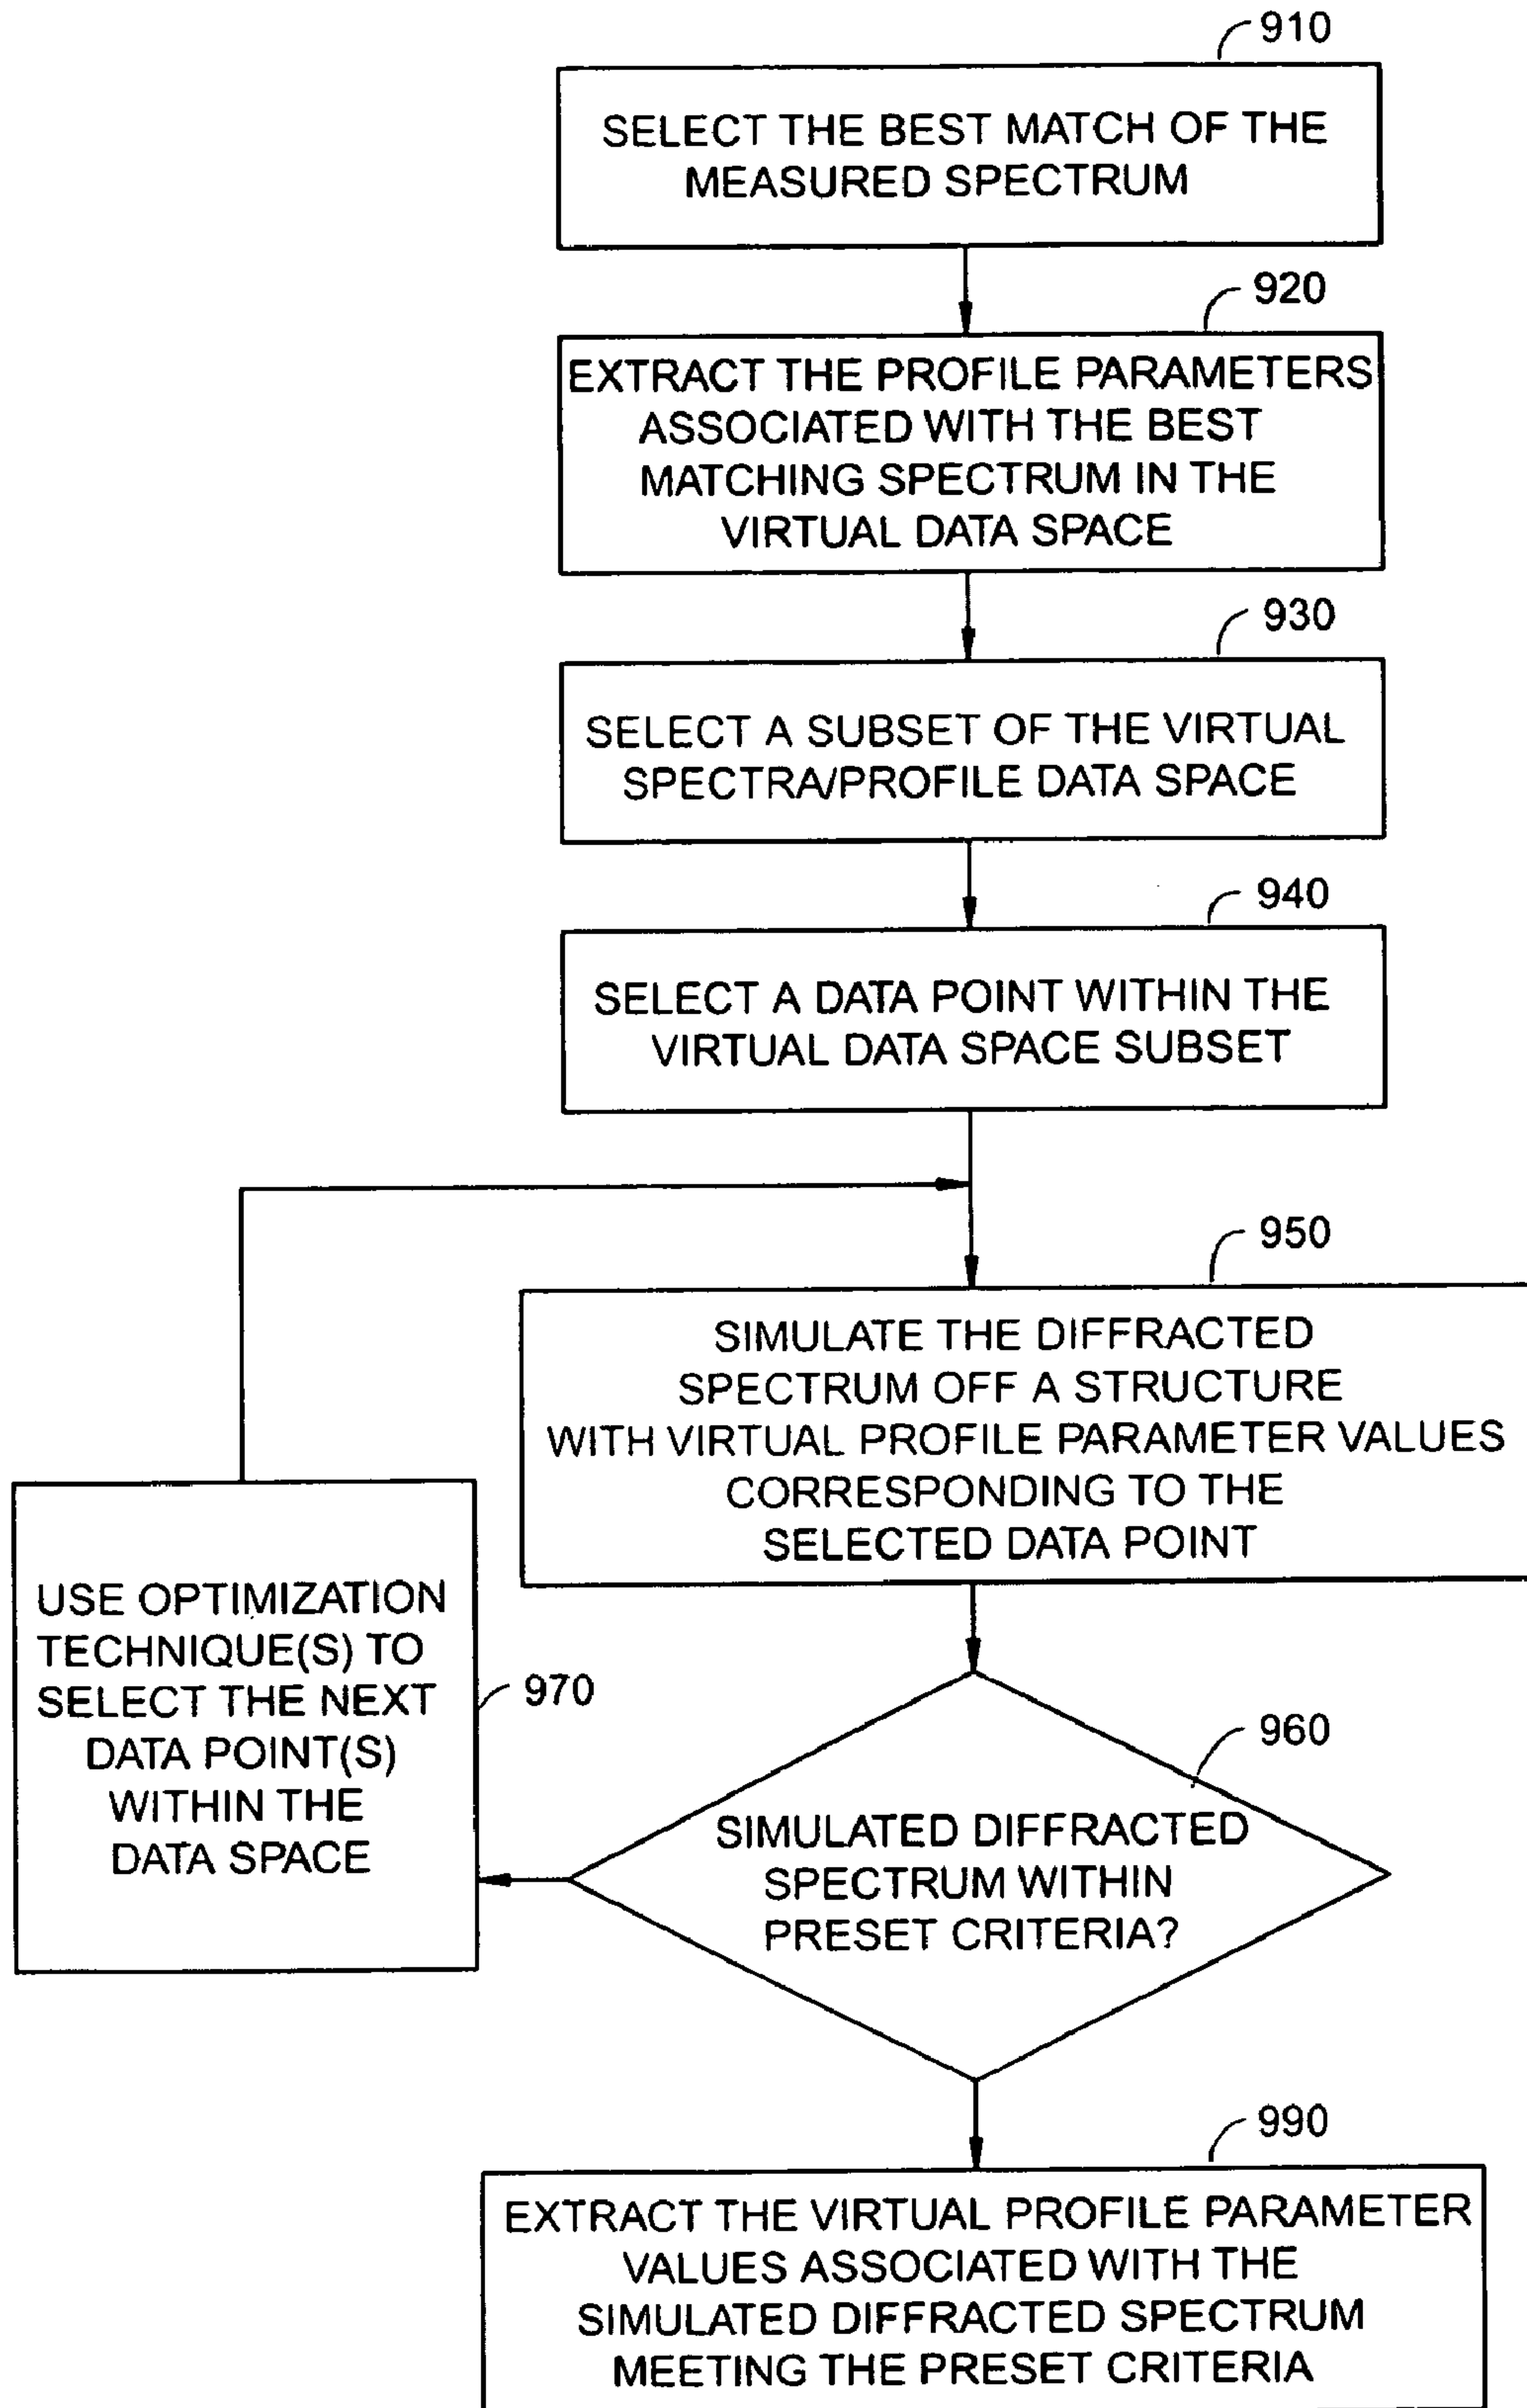 910
SELECT THE BEST MATCH OF THE
MEASURED SPECTRUM
920
EXTRACT THE PROFILE PARAMETERS
ASSOCIATED WITH THE BEST
MATCHING SPECTRUM IN THE
VIRTUAL DATA SPACE
930
SELECT A SUBSET OF THE VIRTUAL
SPECTRA/PROFILE DATA SPACE
940
SELECT A DATA POINT WITHIN THE
VIRTUAL DATA SPACE SUBSET
950
SIMULATE THE DIFFRACTED
SPECTRUM OFF A STRUCTURE
WITH VIRTUAL PROFILE PARAMETER VALUES
CORRESPONDING TO THE
SELECTED DATA POINT
960
SIMULATED DIFFRACTED
SPECTRUM WITHIN
PRESET CRITERIA?
970
USE OPTIMIZATION
TECHNIQUE(S) TO
SELECT THE NEXT
DATA POINT(S)
WITHIN THE
DATA SPACE
990
EXTRACT THE VIRTUAL PROFILE PARAMETER
VALUES ASSOCIATED WITH THE
SIMULATED DIFFRACTED SPECTRUM
MEETING THE PRESET CRITERIA